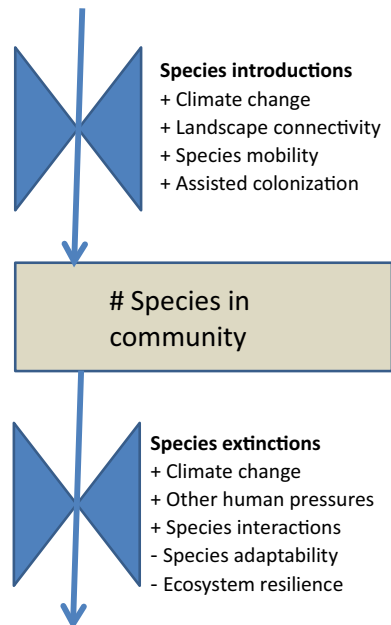 Species introductions
+ Climate change
+ Landscape connectivity
+ Species mobility
+ Assisted colonization
# Species in
community
Species extinctions
+ Climate change
+ Other human pressures
+ Species interactions
- Species adaptability
- Ecosystem resilience